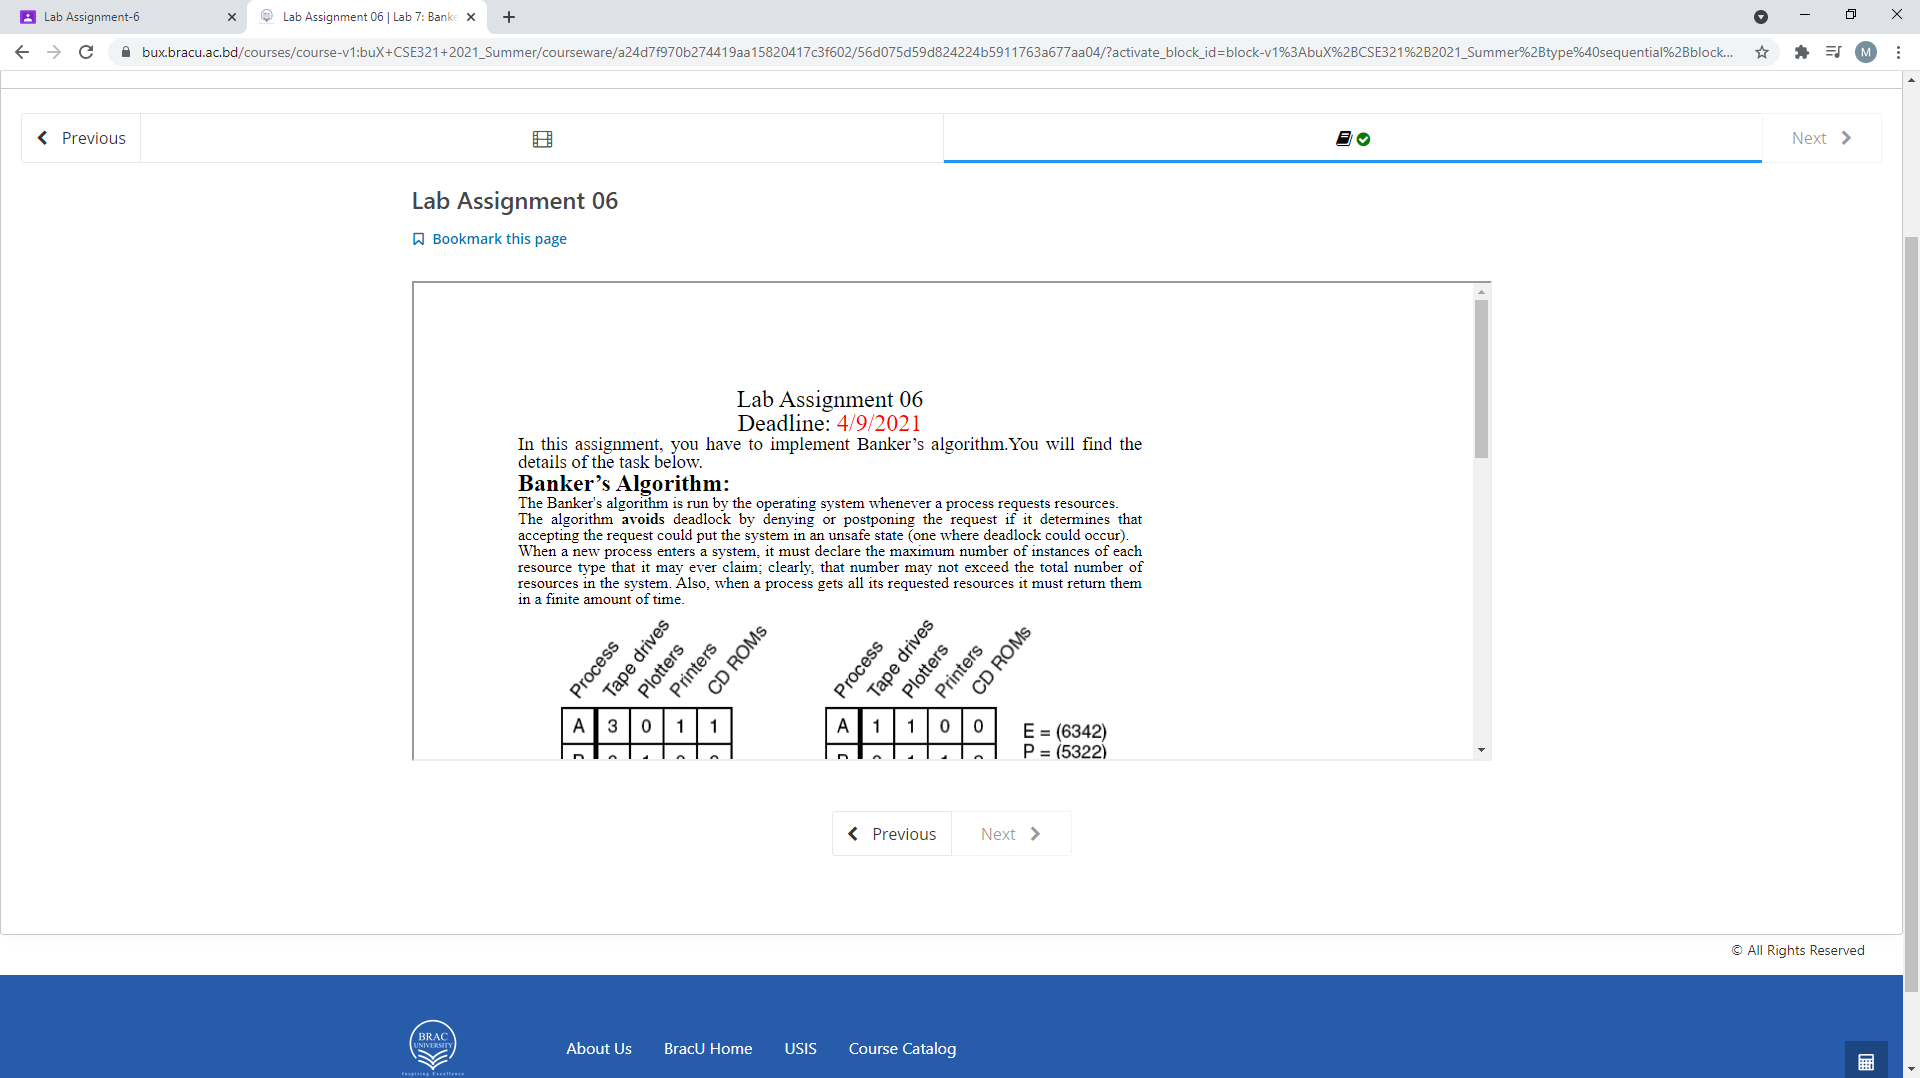 Lab Assignment-6
Lab Assignment 06 | Lab 7: Banke
bux.bracu.ac.bd/courses/course-v1:buX+CSE321+2021_Summer/courseware/a24d7f970b274419aa15820417c3f602/56d075d59d824224b5911763a677aa04/?activate_block_id=block-v1%3AbuX%2BCSE321%2B2021_Summer%2Btype%40sequential%2Bblock...
M
Previous
Next
Lab Assignment 06
Bookmark this page
Lab Assignment 06
Deadline: 4/9/2021
In this assignment, you have to implement Banker's algorithm.You will find the
details of the task below.
Banker's Algorithm:
The Banker's algorithm is run by the operating system whenever a process requests resources.
The algorithm avoids deadlock by denying or postponing the request if it determines that
accepting the request could put the system in an unsafe state (one where deadlock could occur).
When a new process enters a system, it must declare the maximum number of instances of each
resource type that it may ever claim; clearly, that number may not exceed the total number of
resources in the system. Also, when a process gets all its requested resources it must return them
in a finite amount of time.
Process Tape drives Plotters Printers CD ROMs
A 3 0 1 1
Process Tape drives Plotters Printers CD ROMs
A 1 1 0 0
E = (6342)
P = (5322)
Previous
Next
© All Rights Reserved
BRAC
UNIVERSITY
Inspiring Excellence
About Us
BracU Home
USIS
Course Catalog